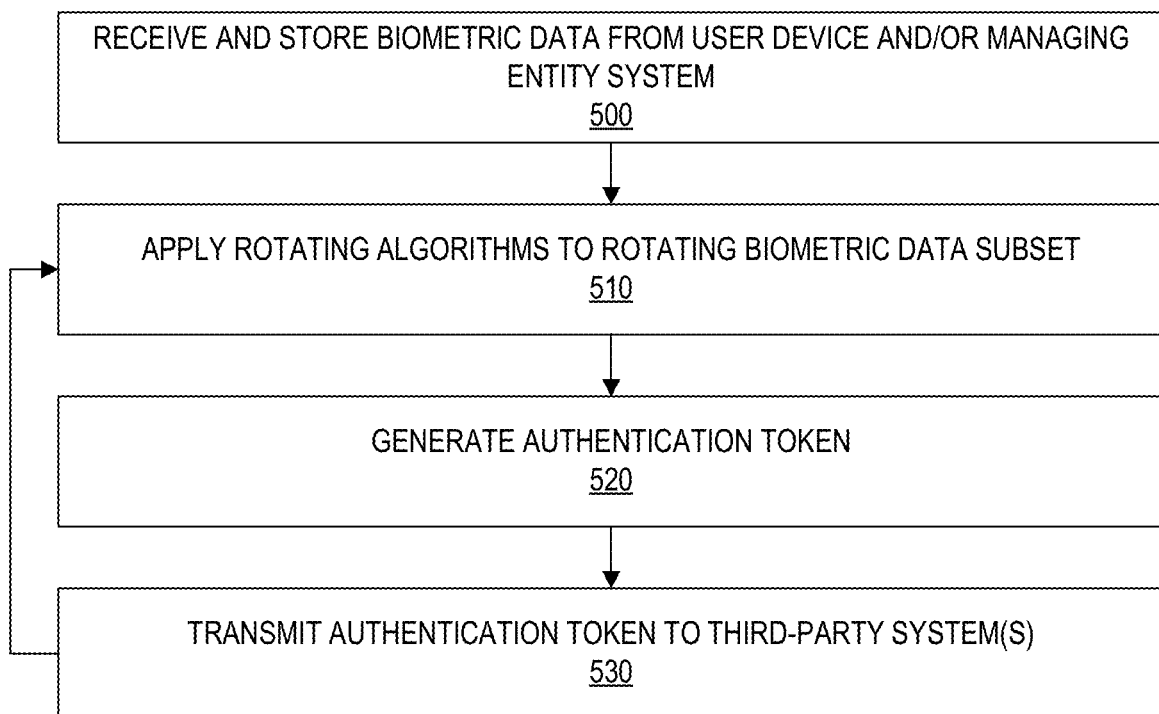 RECEIVE AND STORE BIOMETRIC DATA FROM USER DEVICE AND/OR MANAGING
ENTITY SYSTEM
500
APPLY ROTATING ALGORITHMS TO ROTATING BIOMETRIC DATA SUBSET
510
GENERATE AUTHENTICATION TOKEN
520
TRANSMIT AUTHENTICATION TOKEN TO THIRD-PARTY SYSTEM(S)
530